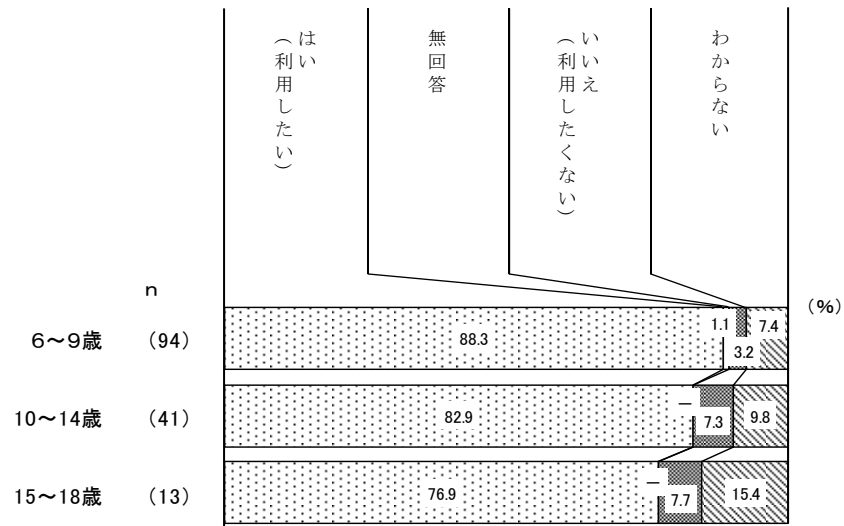 はい
（利用したい）
無回答
いいえ
（利用したくない）
わからない
n
(%)
6～9歳 (94) 88.3 1.1 3.2 7.4
10～14歳 (41) 82.9 － 7.3 9.8
15～18歳 (13) 76.9 － 7.7 15.4